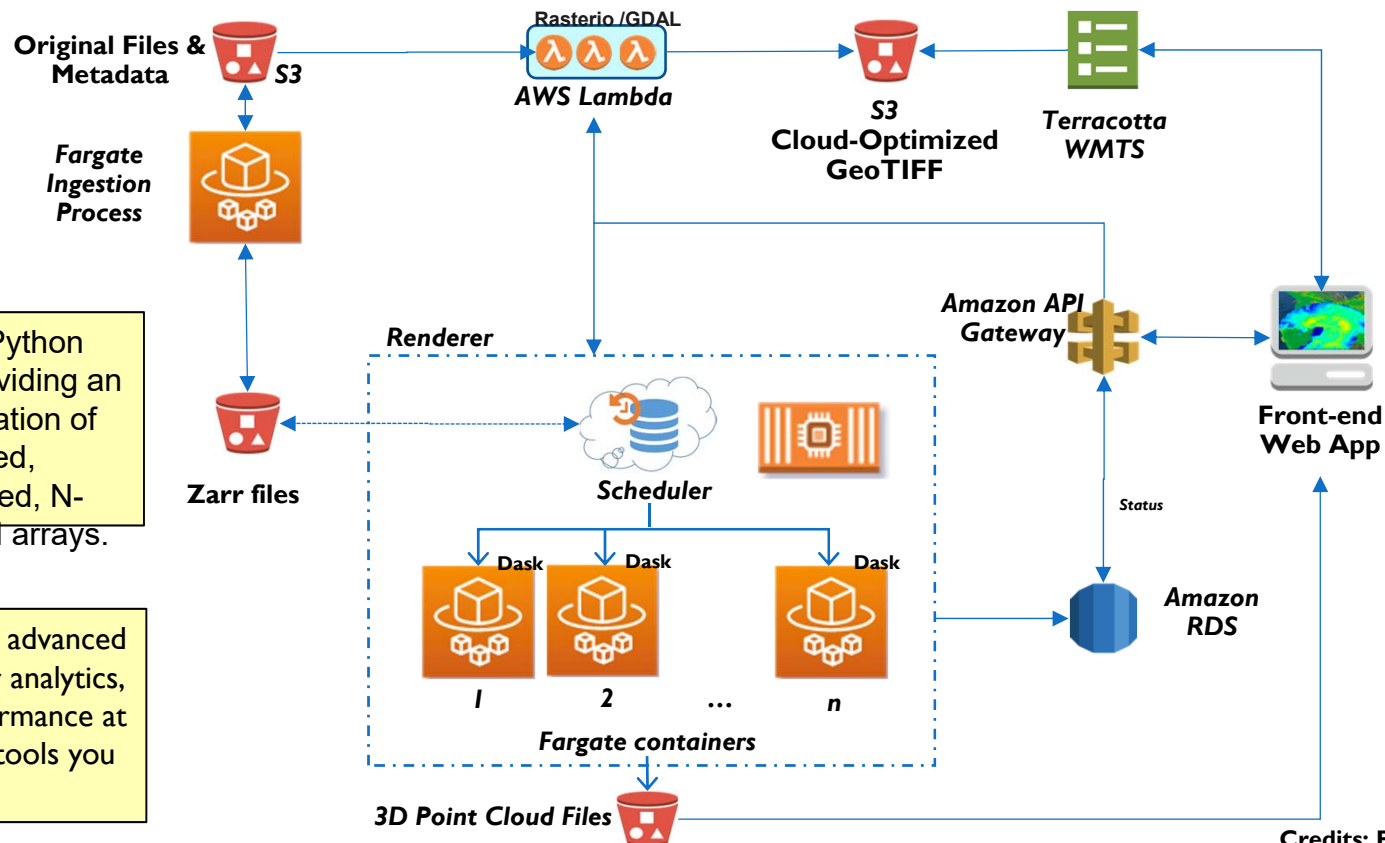 Rasterio /GDAL
Original Files &
Metadata
S3
AWS Lambda
S3
Cloud-Optimized
GeoTIFF
Terracotta
WMTS
Fargate
Ingestion
Process
Python
viding an
ation of
ed,
ed, N-
arrays.
Zarr files
Renderer
Scheduler
Dask
Dask
Dask
1
2
...
n
Fargate containers
Amazon API
Gateway
Front-end
Web App
Status
Amazon
RDS
advanced
analytics,
rmance at
tools you
3D Point Cloud Files
Credits: